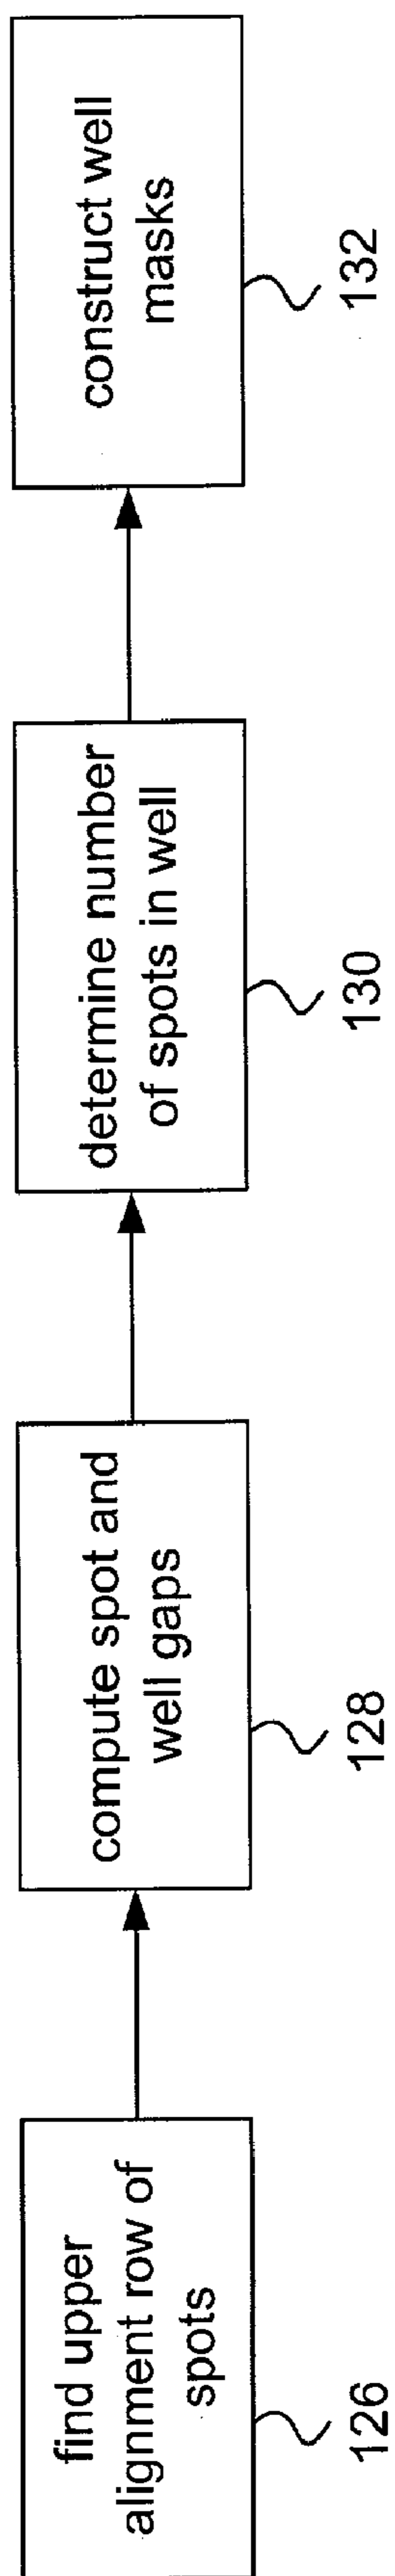 find upper
alignment row of
spots
126
compute spot and
well gaps
128
determine number
of spots in well
130
construct well
masks
132